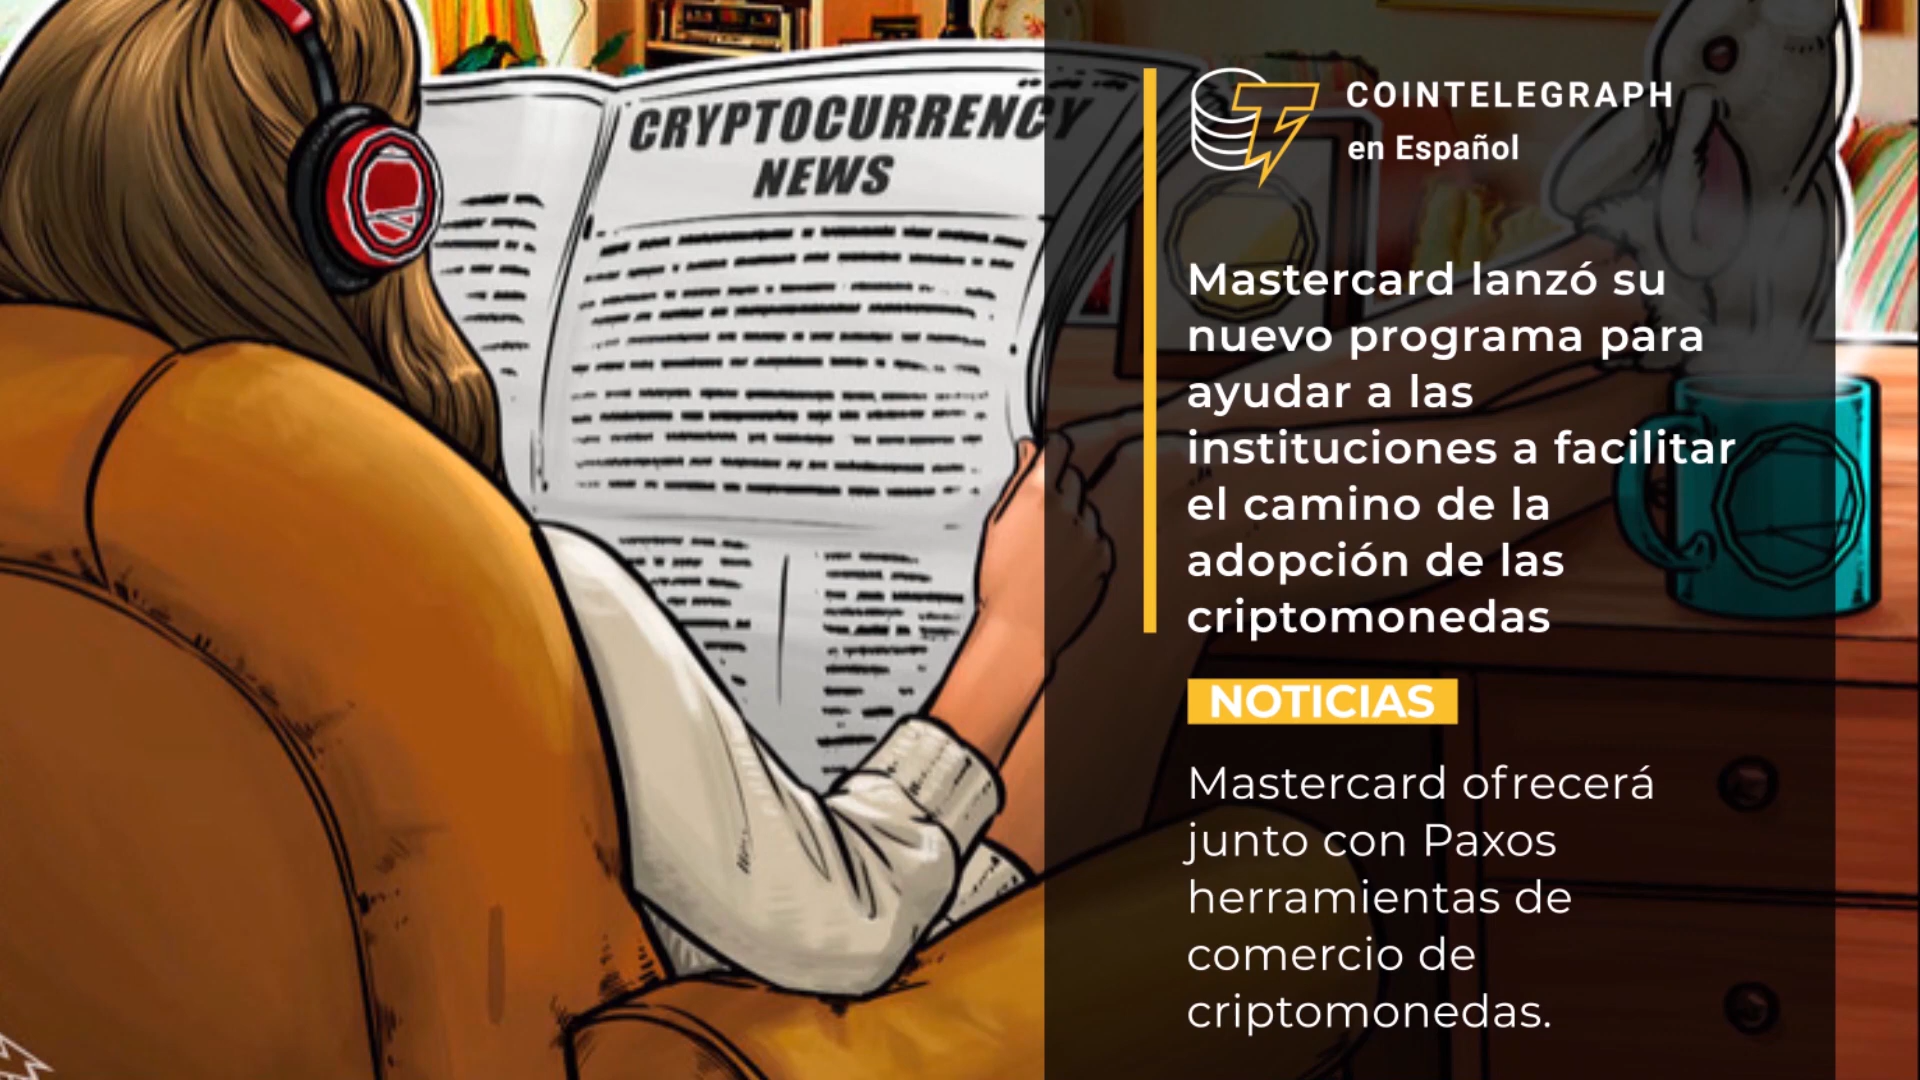 CRYPTOCURRENCY
NEWS
COINTELEGRAPH
en Español
Mastercard lanzó su
nuevo programa para
ayudar a las
instituciones a facilitar
el camino de la
adopción de las
criptomonedas
NOTICIAS
Mastercard ofrecerá
junto con Paxos
herramientas de
comercio de
criptomonedas.